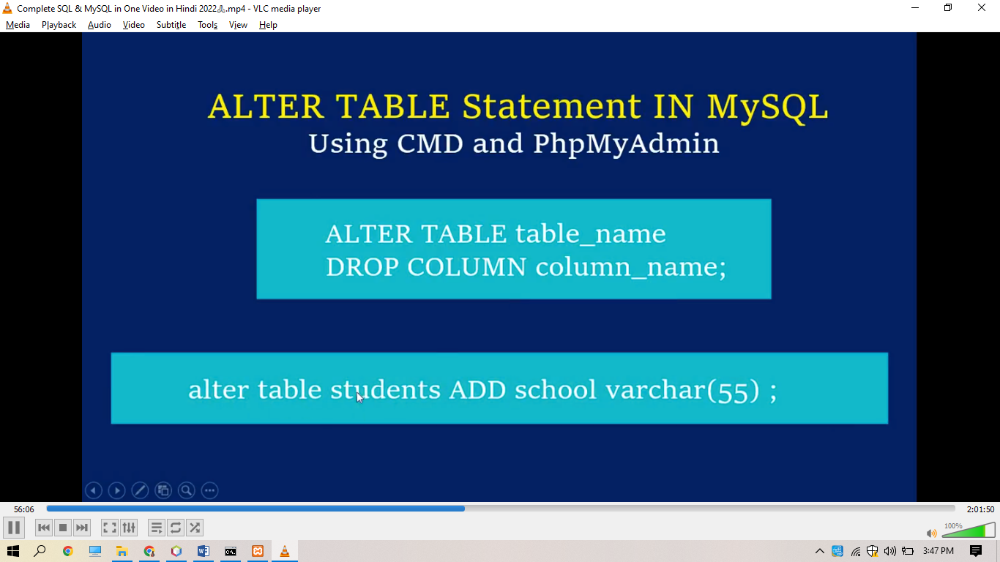 Complete SQL & MySQL in One Video in Hindi 2022🙏.mp4 - VLC media player
Media Playback Audio Video Subtitle Tools View Help
ALTER TABLE Statement IN MySQL
Using CMD and PhpMyAdmin
ALTER TABLE table_name
DROP COLUMN column_name;
alter table students ADD school varchar(55) ;
56:06 2:01:50
100%
3:47 PM